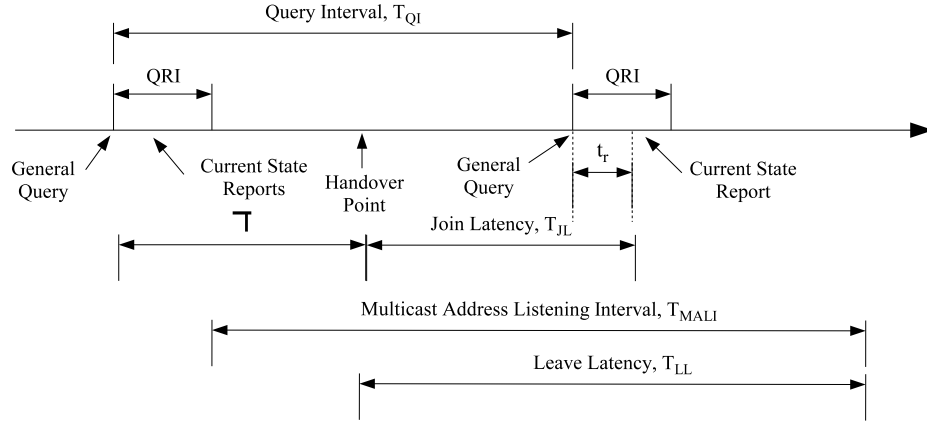 Query Interval, T_QI
QRI
QRI
General
Query
Current State
Reports
Handover
Point
General
Query
t_r
Current State
Report
T
Join Latency, T_JL
Multicast Address Listening Interval, T_MALI
Leave Latency, T_LL